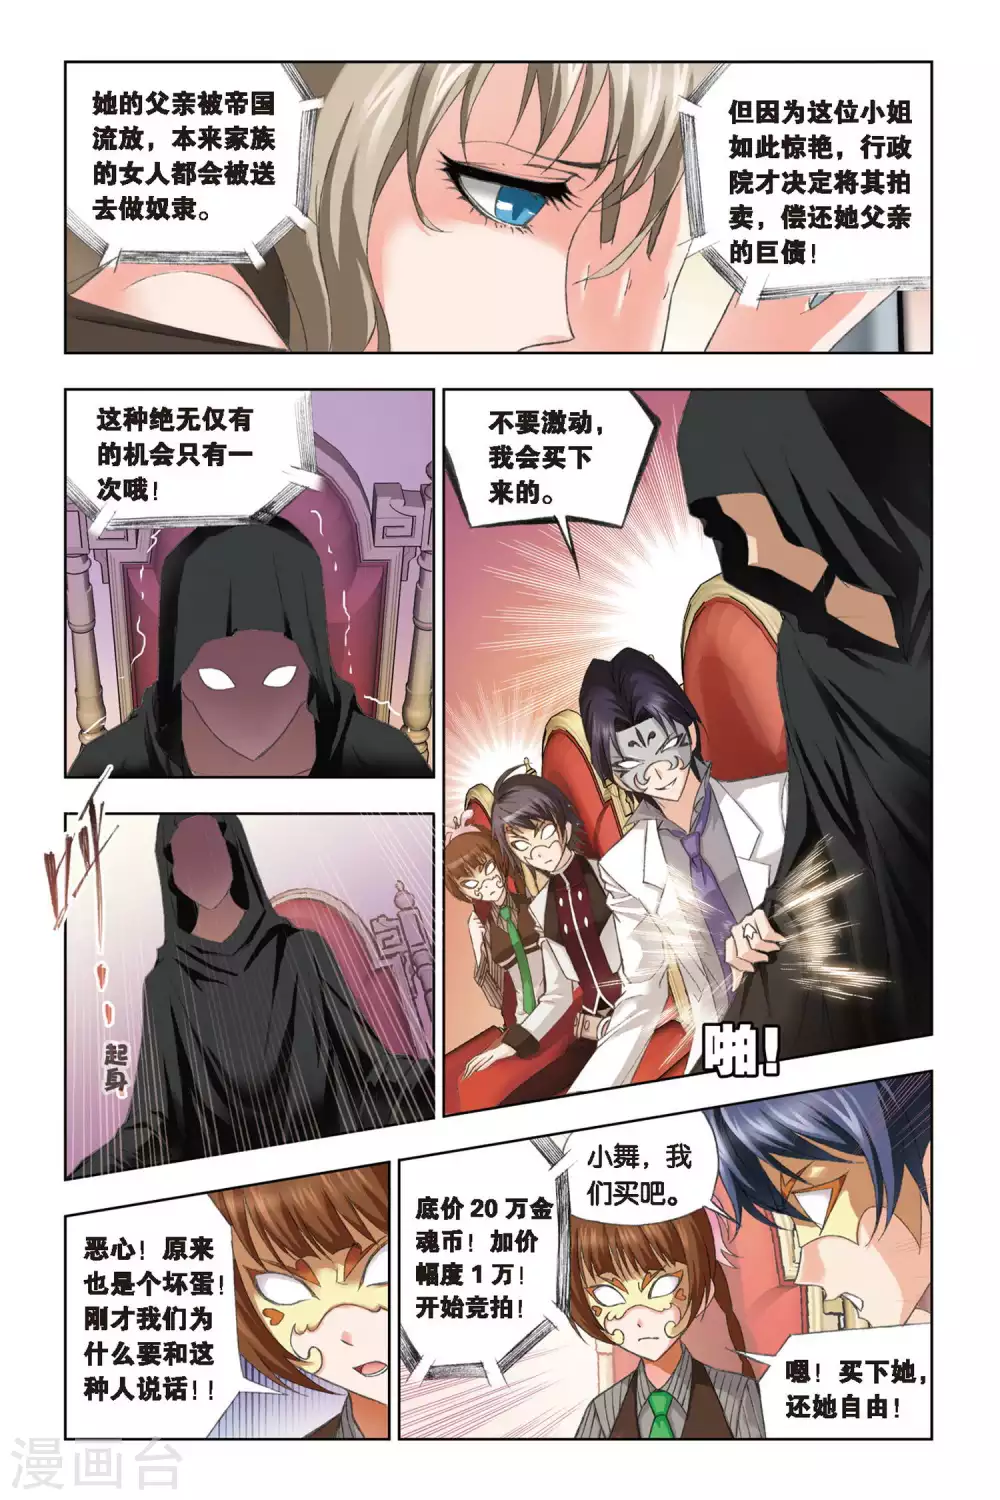 她的父亲被帝国
流放，本来家族
的女人都会被送
去做奴隶。
但因为这位小姐
如此惊艳，行政
院才决定将其拍
卖，偿还她父亲
的巨债！
这种绝无仅有
的机会只有一
次哦！
不要激动，
我会买下
来的。
啪！
起身
恶心！原来
也是个坏蛋！
刚才我们为
什么要和这
种人说话！！
底价20万金
魂币！加价
幅度1万！
开始竞拍！
小舞，我
们买吧。
嗯！买下她，
还她自由！
漫画台